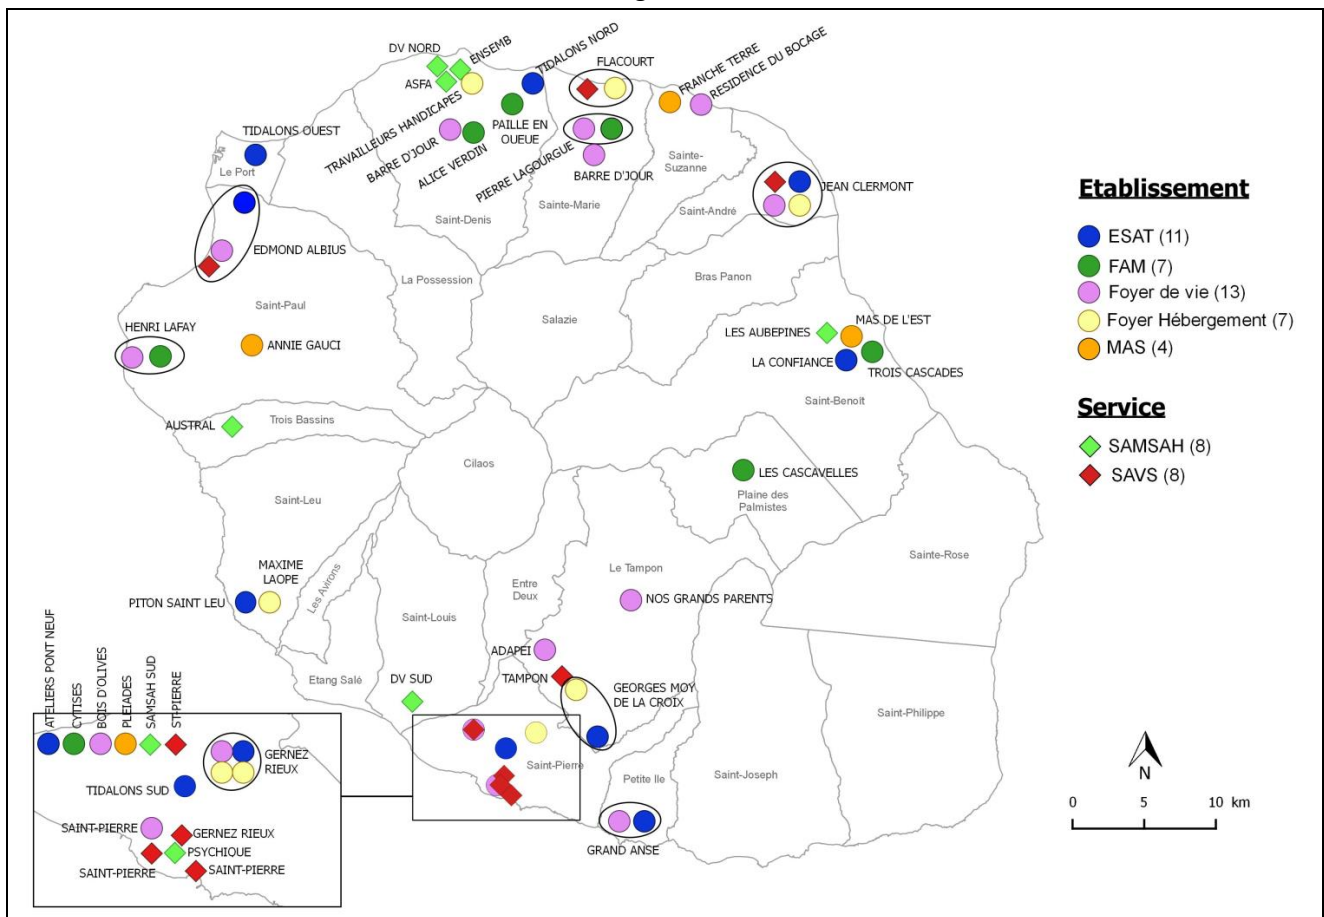 DV NORD
ENSEMB
ASFA
TIDALONS NORD
FLACOURT
FRANCHE TERRE
RESIDENCE DU BOCAGE
TRAVAILLEURS HANDICAPES
TIDALONS OUEST
BARRE D'JOUR
ALICE VERDIN
PAILLE EN
QUEUE
PIERRE LAGOURGUE
BARRE D'JOUR
Le Port
Sainte-
Suzanne
JEAN CLERMONT
Saint-Denis
Sainte-Marie
Saint-André
EDMOND ALBIUS
La Possession
Bras Panon
Saint-Paul
Salazie
HENRI LAFAY
ANNIE GAUCI
LES AUBEPINES
MAS DE L'EST
LA CONFIANCE
TROIS CASCADES
Saint-Benoît
AUSTRAL
Trois Bassins
Cilaos
LES CASCAVELLES
Plaine des
Palmistes
Saint-Leu
Sainte-Rose
MAXIME
LAOPE
PITON SAINT LEU
Les Avirons
Entre
Deux
Le Tampon
NOS GRANDS PARENTS
Saint-Louis
ADAPEI
Etang Salé
DV SUD
TAMPON
GEORGES MOY
DE LA CROIX
Saint-Philippe
Saint-Pierre
Petite Ile
Saint-Joseph
GRAND ANSE
ATELIERS PONT NEUF
CYTISES
BOIS D'OLIVES
PLEIADES
SAMSAH SUD
ST-PIERRE
GERNEZ
RIEUX
TIDALONS SUD
SAINT-PIERRE
GERNEZ RIEUX
PSYCHIQUE
SAINT-PIERRE
SAINT-PIERRE
Etablissement
ESAT (11)
FAM (7)
Foyer de vie (13)
Foyer Hébergement (7)
MAS (4)
Service
SAMSAH (8)
SAVS (8)
N
0 5 10 km